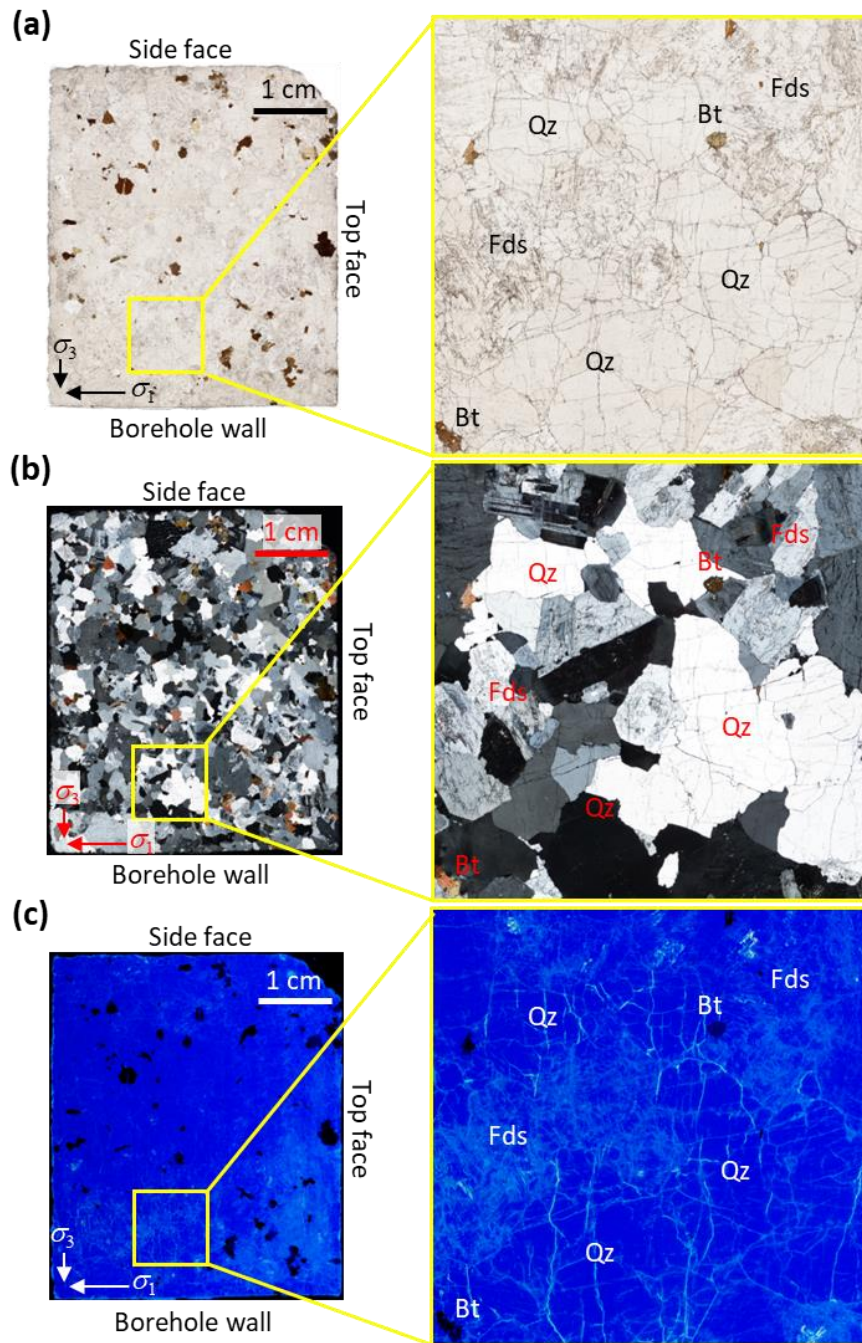 (a)
Side face
1 cm
Top face
σ3
σ1
Borehole wall
Fds
Bt
Qz
Fds
Qz
Qz
Bt
(b)
Side face
1 cm
Top face
σ3
σ1
Borehole wall
Fds
Bt
Qz
Fds
Qz
Qz
Bt
(c)
Side face
1 cm
Top face
σ3
σ1
Borehole wall
Fds
Bt
Qz
Fds
Qz
Qz
Bt